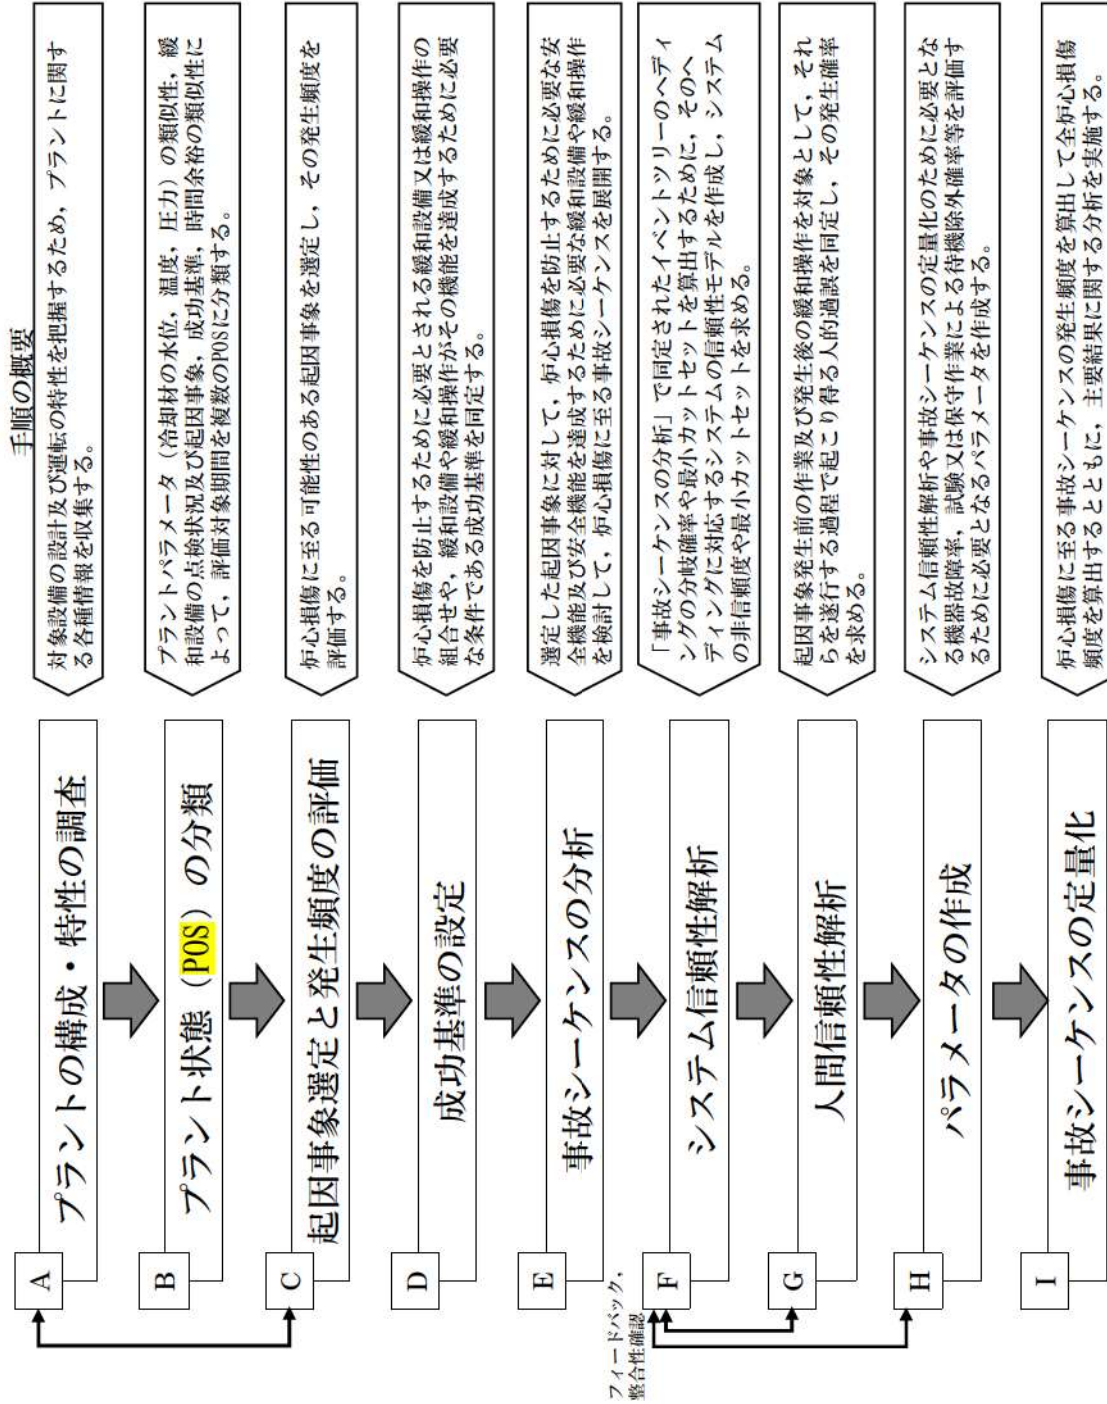 手順の概要
A
プラントの構成・特性の調査
対象設備の設計及び運転の特性を把握するため，プラントに関す
る各種情報を収集する。
B
プラント状態（POS）の分類
プラントパラメータ（冷却材の水位，温度，圧力）の類似性，緩
和設備の点検状況及び起因事象，成功基準，時間余裕の類似性に
よって，評価対象期間を複数のPOSに分類する。
C
起因事象選定と発生頻度の評価
炉心損傷に至る可能性のある起因事象を選定し，その発生頻度を
評価する。
D
成功基準の設定
炉心損傷を防止するために必要とされる緩和設備又は緩和操作の
組合せや，緩和設備や緩和操作がその機能を達成するために必要
な条件である成功基準を同定する。
E
事故シーケンスの分析
選定した起因事象に対して，炉心損傷を防止するために必要な安
全機能及び安全機能を達成するために必要な緩和設備や緩和操作
を検討して，炉心損傷に至る事故シーケンスを展開する。
フィードバック，
整合性確認
F
システム信頼性解析
「事故シーケンスの分析」で同定されたイベントツリーのヘディ
ングの分岐確率や最小カットセットを算出するために，そのヘ
ディングに対応するシステムの信頼性モデルを作成し，システム
の非信頼度や最小カットセットを求める。
G
人間信頼性解析
起因事象発生前の作業及び発生後の緩和操作を対象として，それ
らを遂行する過程で起こり得る人的過誤を同定し，その発生確率
を求める。
H
パラメータの作成
システム信頼性解析や事故シーケンスの定量化のために必要とな
る機器故障率，試験又は保守作業による待機除外確率等を評価す
るために必要となるパラメータを作成する。
I
事故シーケンスの定量化
炉心損傷に至る事故シーケンスの発生頻度を算出して全炉心損傷
頻度を算出するとともに，主要結果に関する分析を実施する。